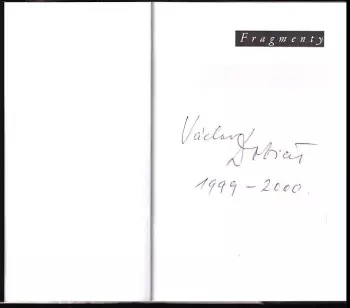 Fragmenty
Václav
Dobiáš
1999-2000.